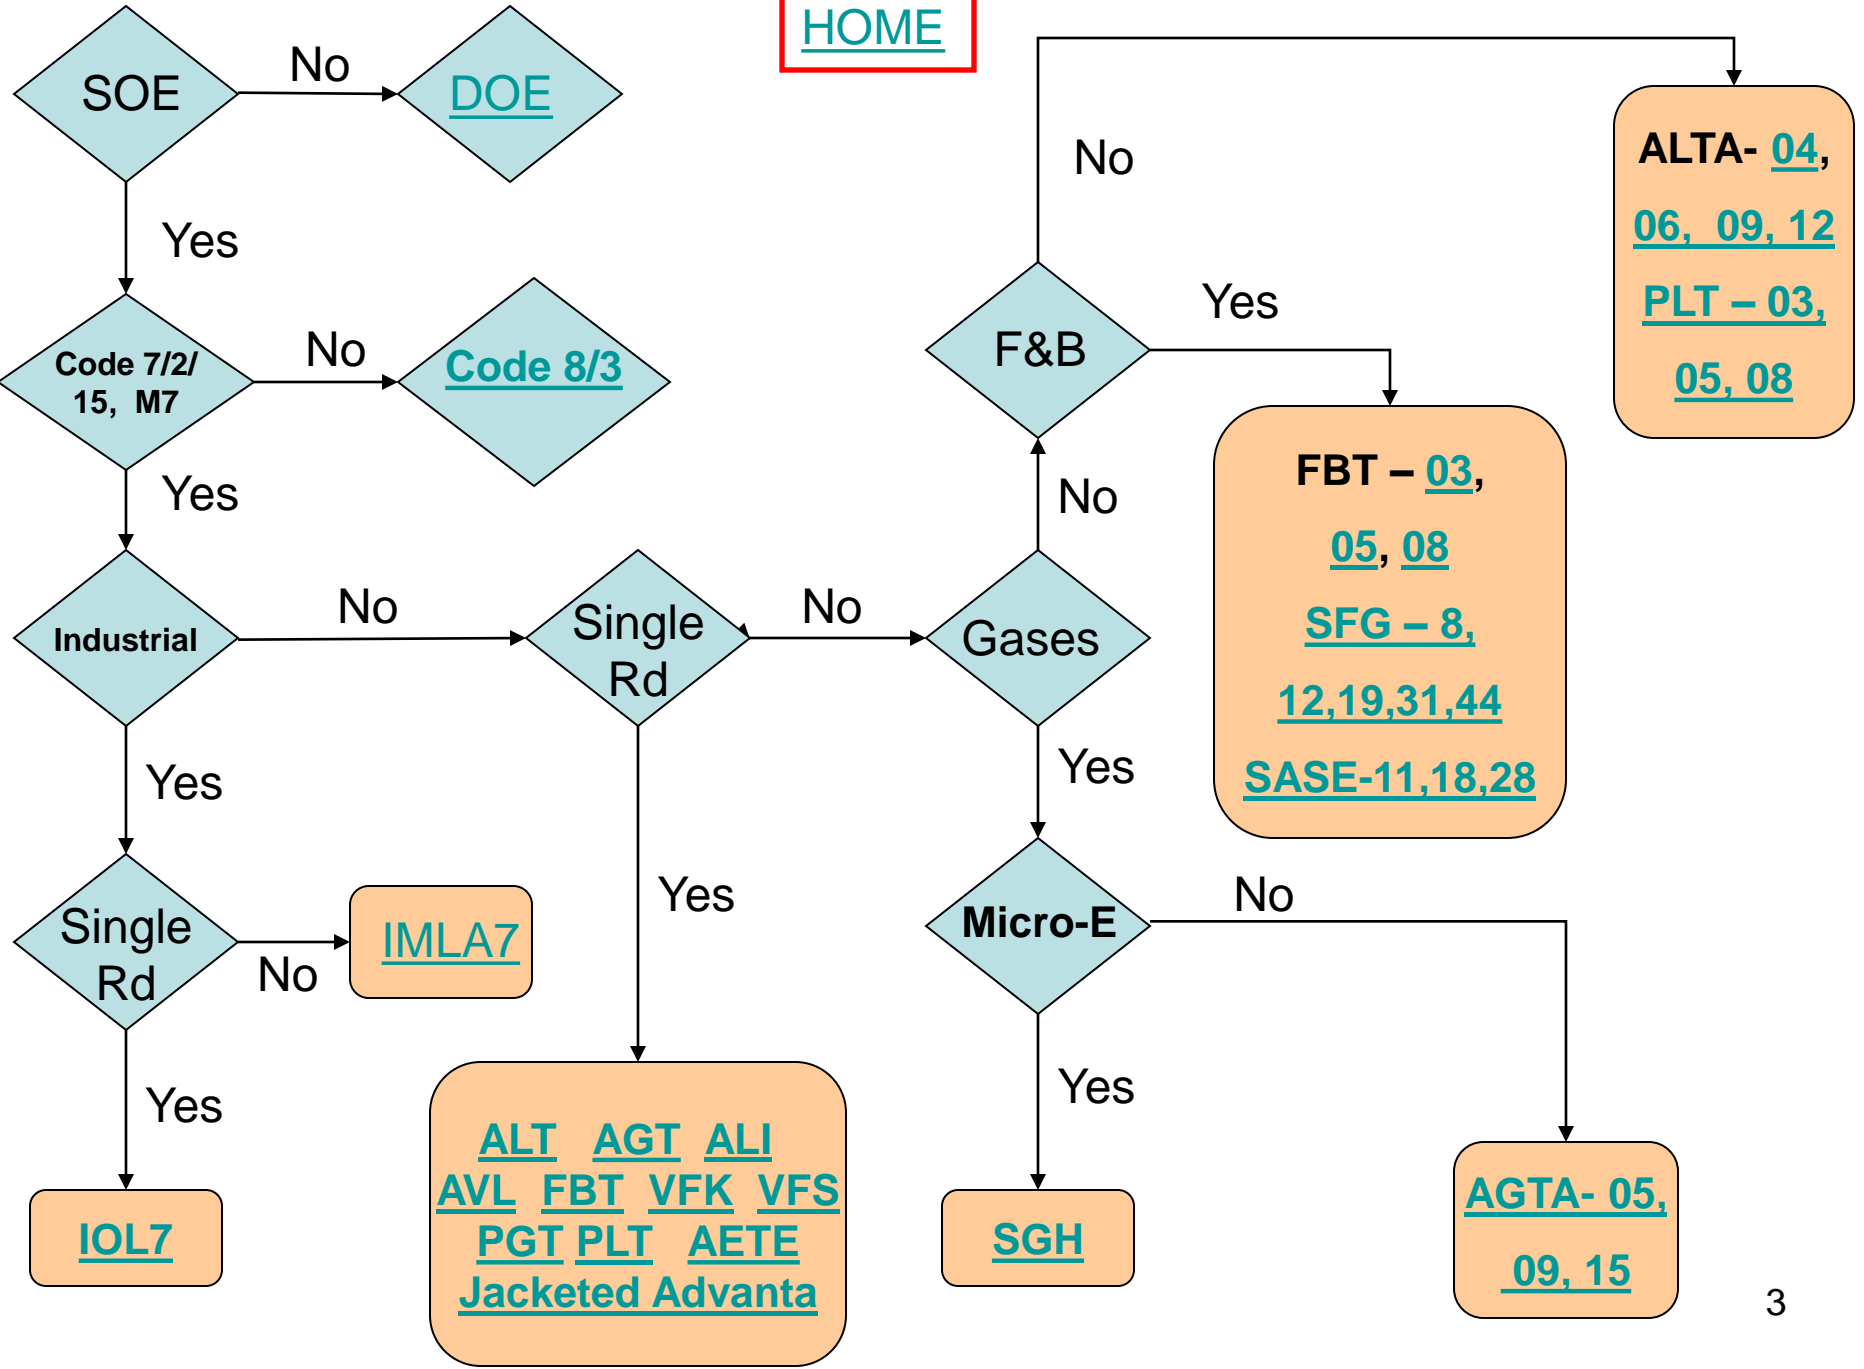 HOME
SOE
No
DOE
Yes
Code 7/2/
15, M7
No
Code 8/3
Yes
Industrial
No
Single
Rd
No
Gases
No
F&B
No
Yes
ALTA- 04,
06, 09, 12
PLT – 03,
05, 08
FBT – 03,
05, 08
SFG – 8,
12,19,31,44
SASE-11,18,28
Yes
Single
Rd
No
IMLA7
Yes
IOL7
Yes
ALT AGT ALI
AVL FBT VFK VFS
PGT PLT AETE
Jacketed Advanta
Yes
Micro-E
No
Yes
SGH
AGTA- 05,
09, 15
3